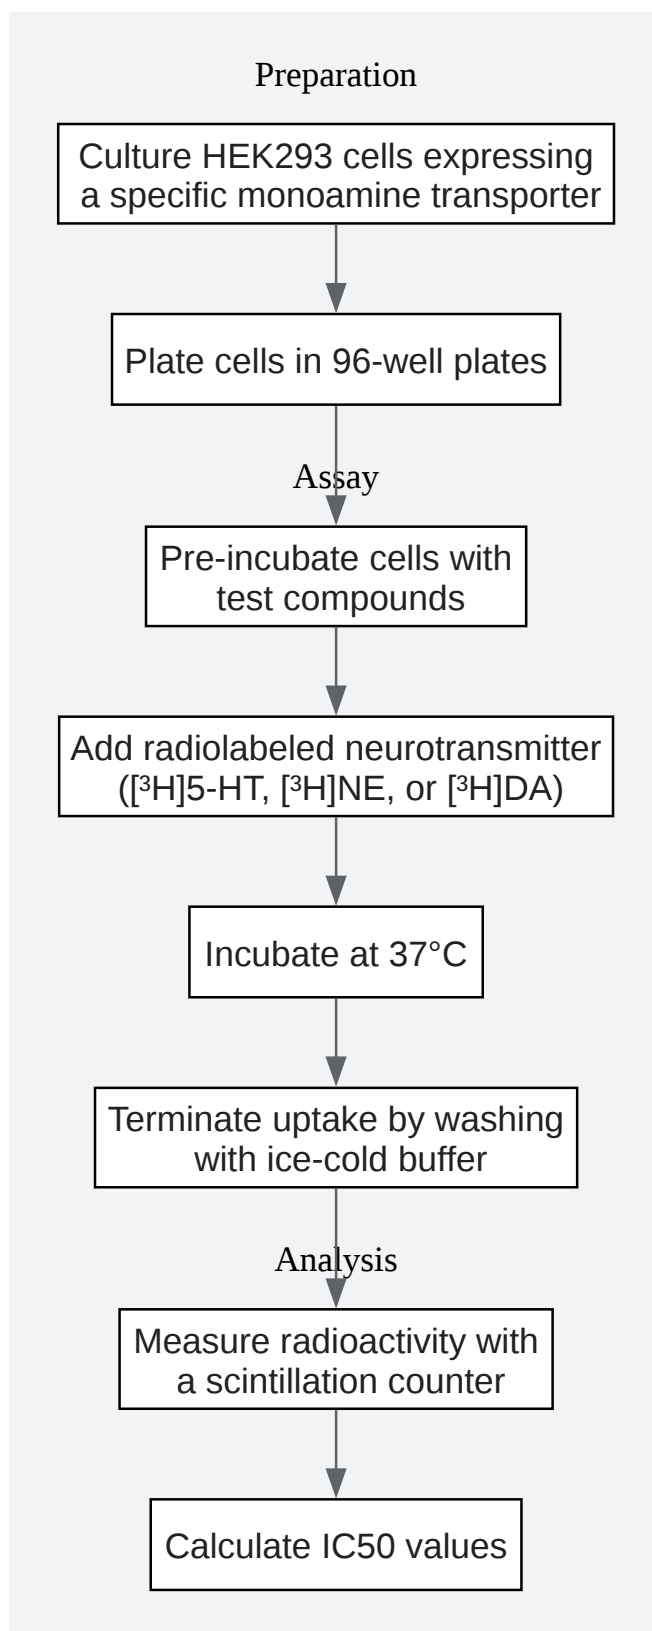 Preparation
Culture HEK293 cells expressing
a specific monoamine transporter
Plate cells in 96-well plates
Assay
Pre-incubate cells with
test compounds
Add radiolabeled neurotransmitter
([³H]5-HT, [³H]NE, or [³H]DA)
Incubate at 37°C
Terminate uptake by washing
with ice-cold buffer
Analysis
Measure radioactivity with
a scintillation counter
Calculate IC50 values